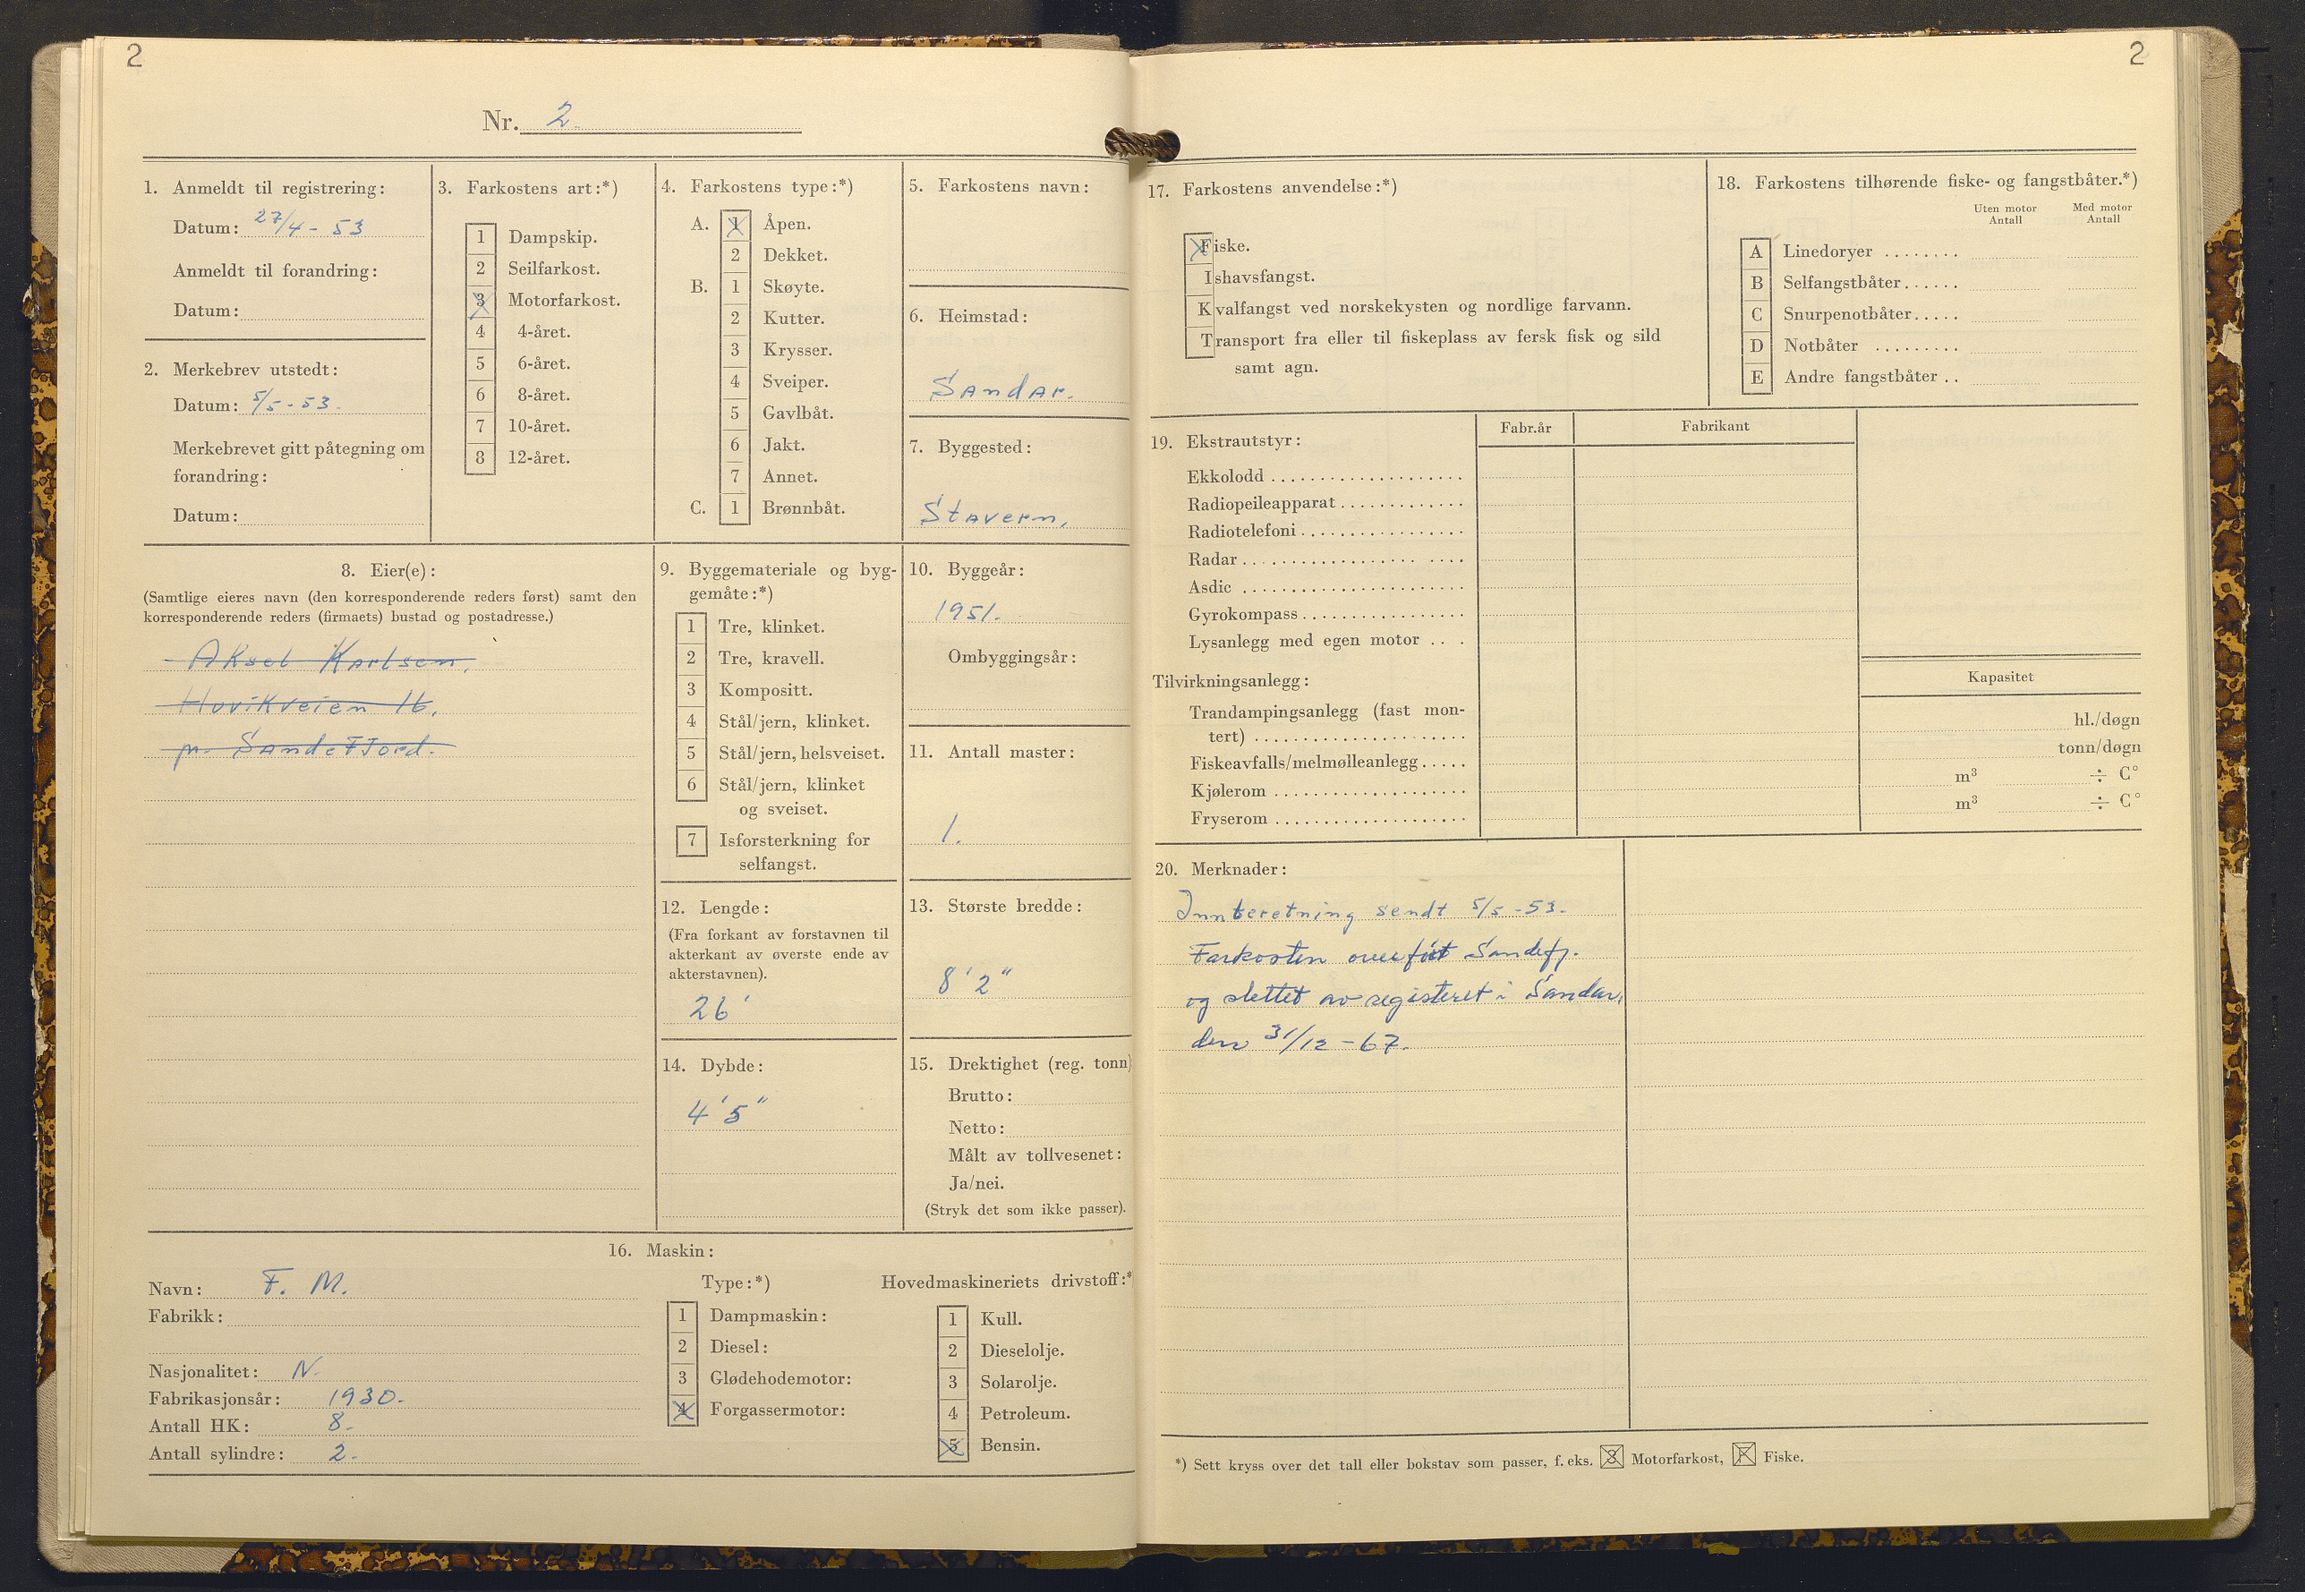 2
Nr. 2.
1. Anmeldt til registrering:
Datum: 27/4 - 53
Anmeldt til forandring:
Datum:
2. Merkebrev utstedt:
Datum: 5/5 - 53.
Merkebrevet gitt påtegning om
forandring:
Datum:
3. Farkostens art:*)
1 Dampskip.
2 Seilfarkost.
3 Motorfarkost.
4 4-året.
5 6-året.
6 8-året.
7 10-året.
8 12-året.
4. Farkostens type:*)
A. 1 Åpen.
2 Dekket.
B. 1 Skøyte.
2 Kutter.
3 Krysser.
4 Sveiper.
5 Gavlbåt.
6 Jakt.
7 Annet.
C. 1 Brønnbåt.
5. Farkostens navn:
6. Heimstad:
Sandar.
7. Byggested:
Stavern.
8. Eier(e):
(Samtlige eieres navn (den korresponderende reders først) samt den
korresponderende reders (firmaets) bustad og postadresse.)
Aksel Karlsen,
Hovikveien 16,
pr. Sandefjord.
9. Byggemateriale og byg-
gemåte:*)
1 Tre, klinket.
2 Tre, kravell.
3 Kompositt.
4 Stål/jern, klinket.
5 Stål/jern, helsveiset.
6 Stål/jern, klinket
og sveiset.
7 Isforsterkning for
selfangst.
10. Byggeår:
1951.
Ombyggingsår:
11. Antall master:
1.
12. Lengde:
(Fra forkant av forstavnen til
akterkant av øverste ende av
akterstavnen).
26'
13. Største bredde:
8'2"
14. Dybde:
4'5"
15. Drektighet (reg. tonn)
Brutto:
Netto:
Målt av tollvesenet:
Ja/nei.
(Stryk det som ikke passer).
16. Maskin:
Navn: F. M.
Fabrikk:
Nasjonalitet: N.
Fabrikasjonsår: 1930.
Antall HK: 8.
Antall sylindre: 2.
Type:*)
1 Dampmaskin:
2 Diesel:
3 Glødehodemotor:
4 Forgassermotor:
Hovedmaskineriets drivstoff:*
1 Kull.
2 Dieselolje.
3 Solarolje.
4 Petroleum.
5 Bensin.
2
17. Farkostens anvendelse:*)
Fiske.
Ishavsfangst.
Kvalfangst ved norskekysten og nordlige farvann.
Transport fra eller til fiskeplass av fersk fisk og sild
samt agn.
18. Farkostens tilhørende fiske- og fangstbåter.*)
Uten motor Med motor
Antall Antall
A Linedoryer ........
B Selfangstbåter......
C Snurpenotbåter.....
D Notbåter .........
E Andre fangstbåter ..
19. Ekstrautstyr:
Fabr.år Fabrikant
Ekkolodd ....................
Radiopeileapparat .............
Radiotelefoni .................
Radar .......................
Asdic .......................
Gyrokompass .................
Lysanlegg med egen motor ...
Tilvirkningsanlegg:
Kapasitet
Trandampingsanlegg (fast mon-
tert) ...................... hl./døgn
Fiskeavfalls/melmølleanlegg ..... tonn/døgn
Kjølerom .................... m³ ÷ C°
Fryserom .................... m³ ÷ C°
20. Merknader:
Innberetning sendt 5/5 - 53.
Farkosten overført Sandefj.
og slettet av registeret i Sandar,
den 31/12 - 67.
*) Sett kryss over det tall eller bokstav som passer, f. eks. 3 Motorfarkost, F Fiske.